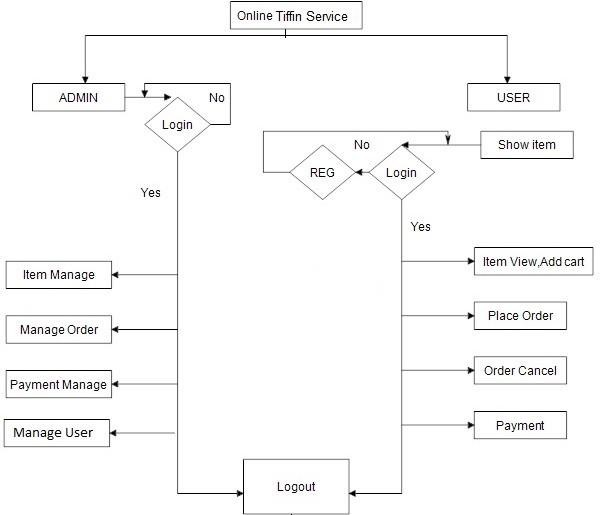 Online Tiffin Service
ADMIN
No
USER
Login
No
Show item
REG
Login
Yes
Yes
Item Manage
Item View,Add cart
Manage Order
Place Order
Payment Manage
Order Cancel
Manage User
Payment
Logout